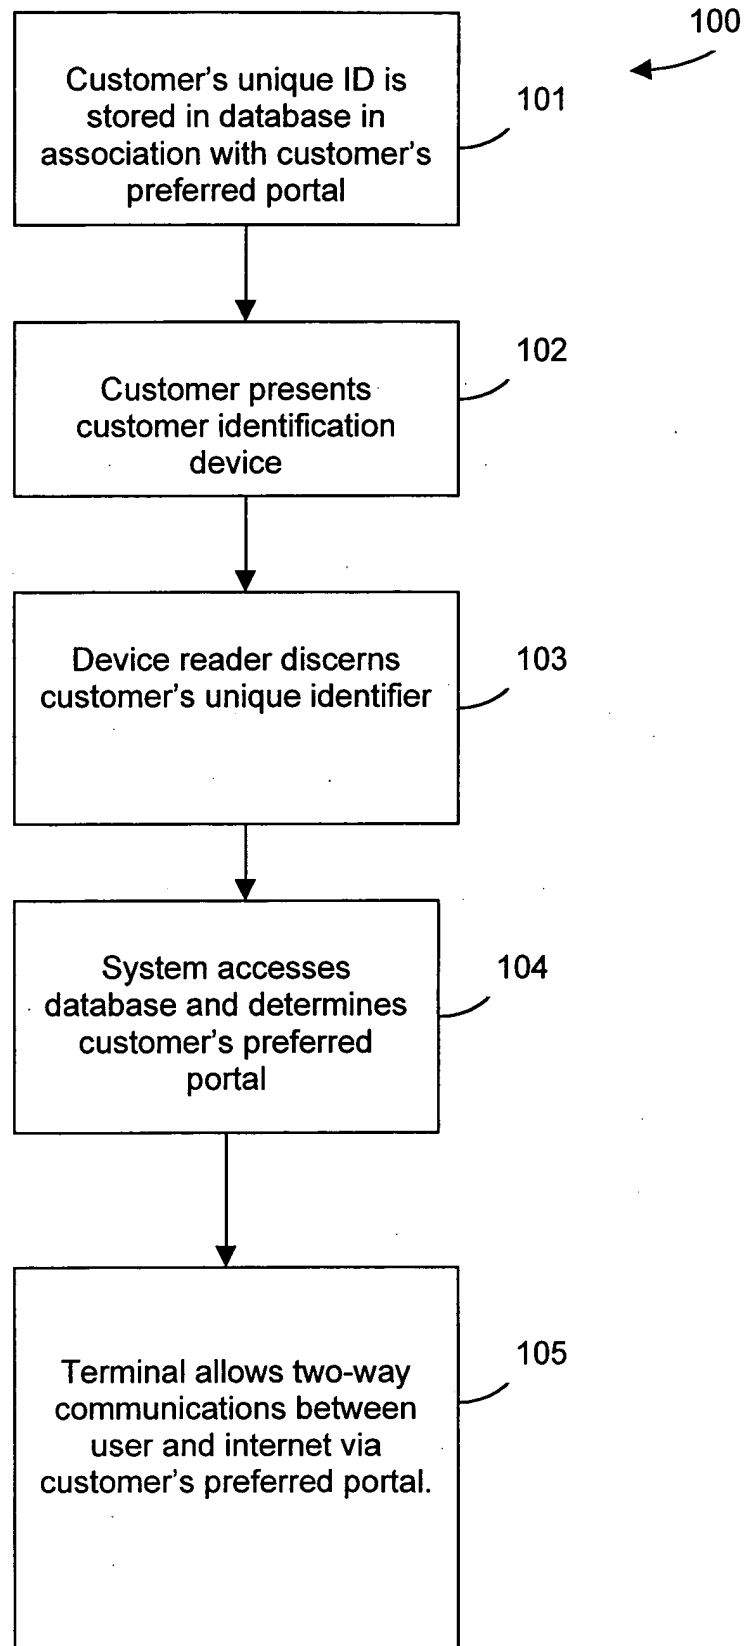 100
Customer's unique ID is
stored in database in
association with customer's
preferred portal
101
Customer presents
customer identification
device
102
Device reader discerns
customer's unique identifier
103
System accesses
database and determines
customer's preferred
portal
104
Terminal allows two-way
communications between
user and internet via
customer's preferred portal.
105